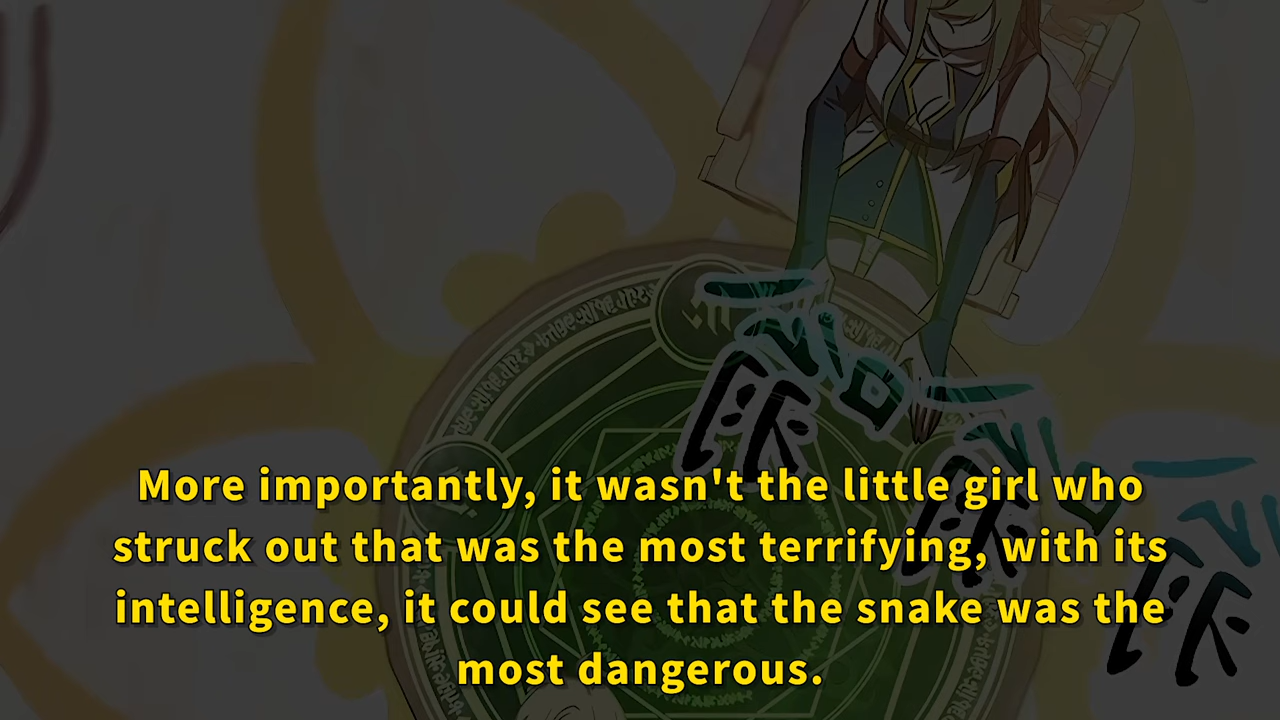 More importantly, it wasn't the little girl who
struck out that was the most terrifying, with its
intelligence, it could see that the snake was the
most dangerous.